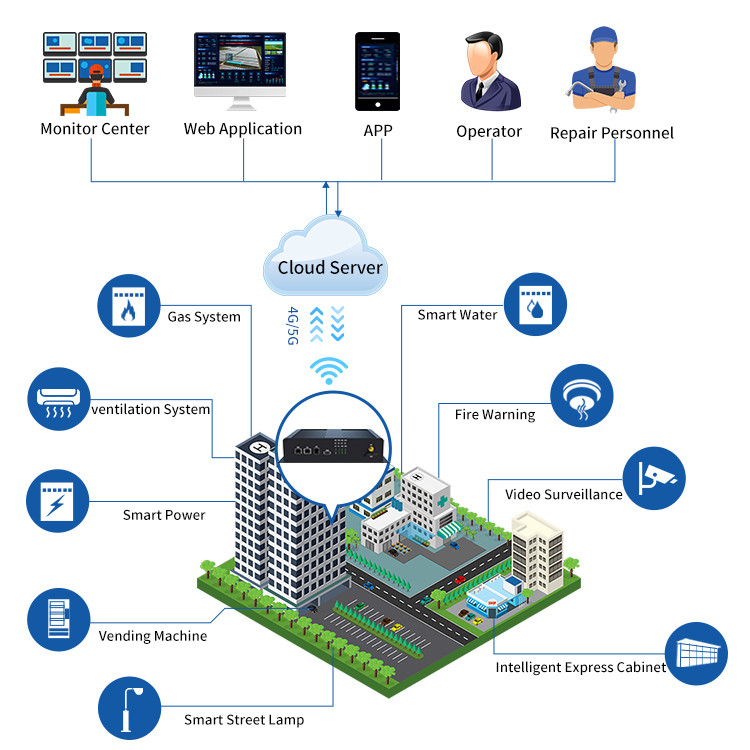 Monitor Center
Web Application
APP
Operator
Repair Personnel
Cloud Server
4G/5G
Gas System
Smart Water
ventilation System
Fire Warning
Smart Power
Video Surveillance
Vending Machine
Intelligent Express Cabinet
Smart Street Lamp
H
H